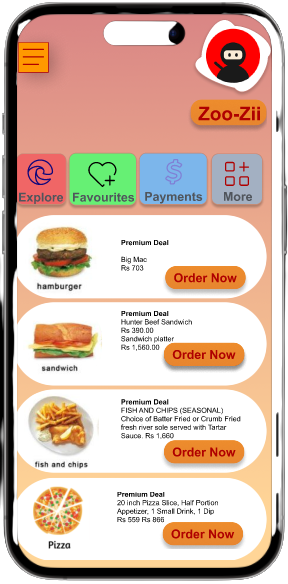 Zoo-Zii
Explore
Favourites
Payments
More
Premium Deal
Big Mac
Rs 703
Order Now
hamburger
Premium Deal
Hunter Beef Sandwich
Rs 390.00
Sandwich platter
Rs 1,560.00
Order Now
sandwich
Premium Deal
FISH AND CHIPS (SEASONAL)
Choice of Batter Fried or Crumb Fried
fresh river sole served with Tartar
Sauce. Rs 1,660
Order Now
fish and chips
Premium Deal
20 inch Pizza Slice, Half Portion
Appetizer, 1 Small Drink, 1 Dip
Rs 559 Rs 866
Order Now
Pizza